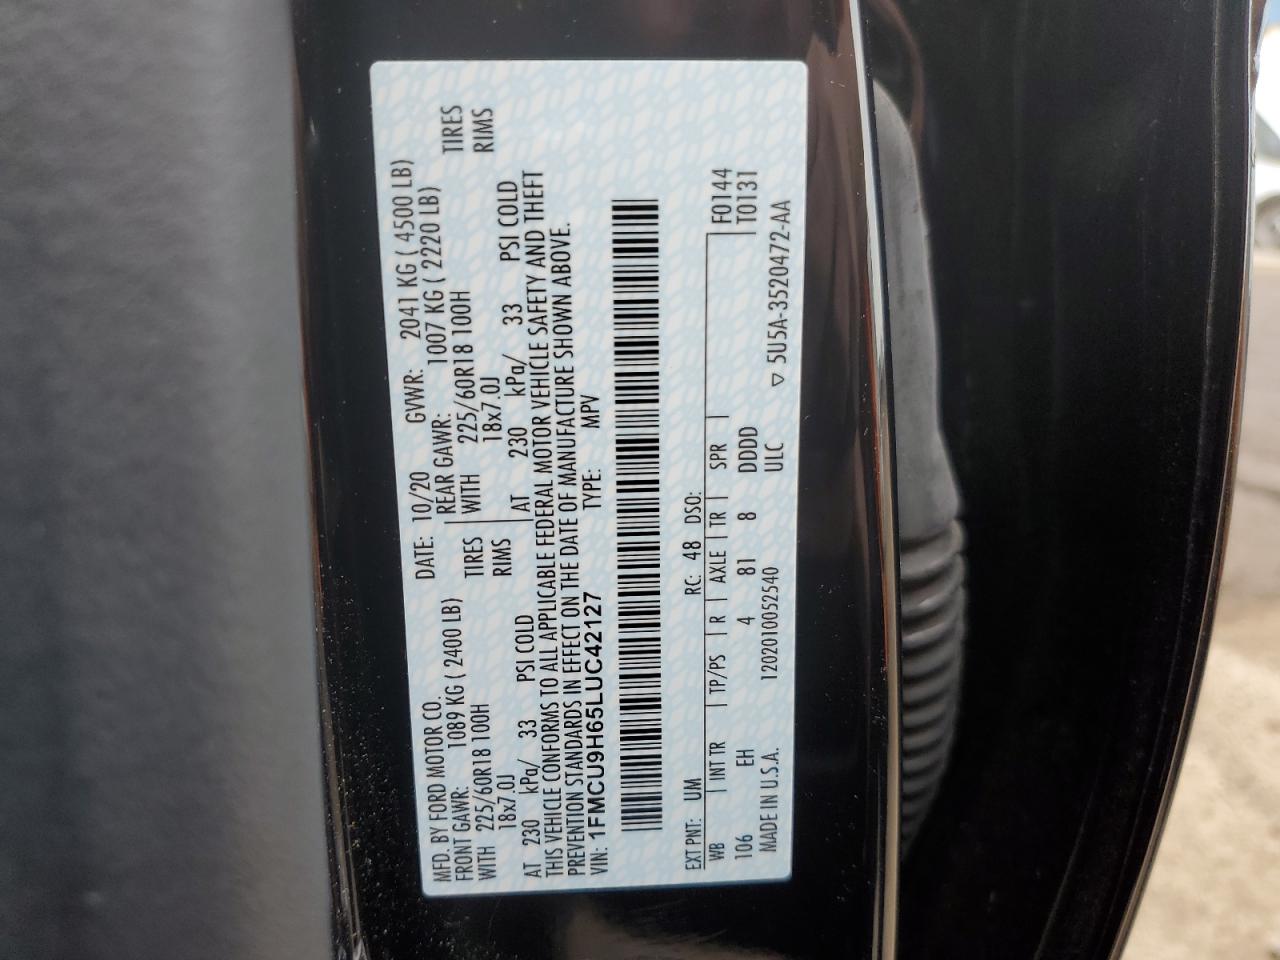 MFD. BY FORD MOTOR CO. DATE: 10/20 GVWR: 2041 KG ( 4500 LB)
FRONT GAWR: 1089 KG ( 2400 LB) REAR GAWR: 1007 KG ( 2220 LB)
WITH 225/60R18 100H TIRES WITH 225/60R18 100H TIRES
18x7.0J RIMS 18x7.0J RIMS
AT 230 kPa/ 33 PSI COLD AT 230 kPa/ 33 PSI COLD
THIS VEHICLE CONFORMS TO ALL APPLICABLE FEDERAL MOTOR VEHICLE SAFETY AND THEFT
PREVENTION STANDARDS IN EFFECT ON THE DATE OF MANUFACTURE SHOWN ABOVE.
VIN: 1FMCU9H65LUC42127 TYPE: MPV
EXT PNT: UM RC: 48 DSO: F0144
WB INT TR TP/PS R AXLE TR SPR T0131
106 EH 4 81 8 DDDD
MADE IN U.S.A. 120201005254​0 ULC ▽ 5U5A-3520472-AA